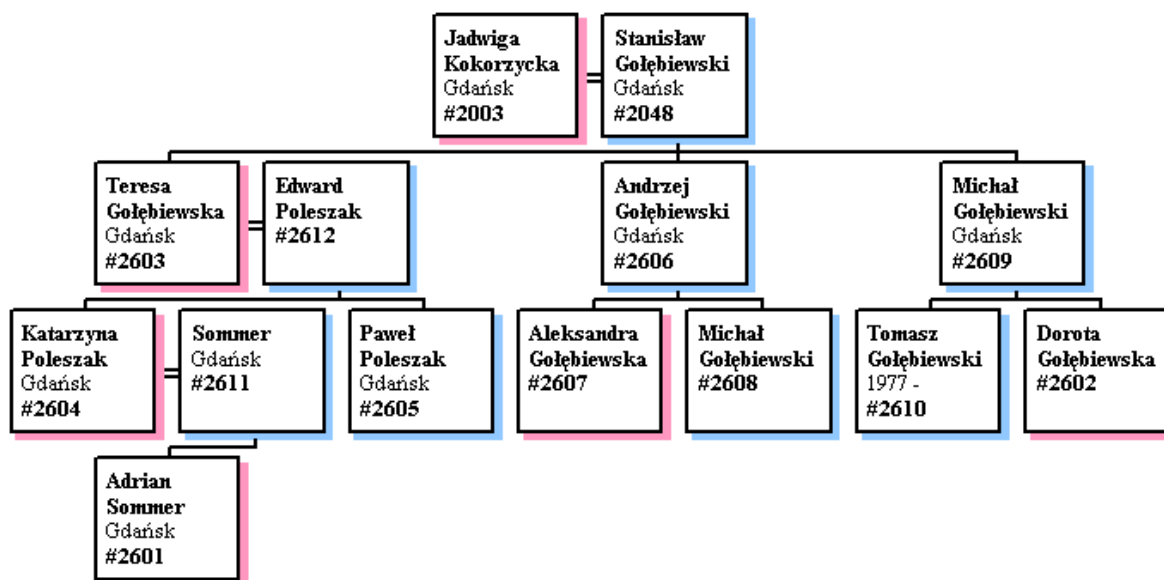 Jadwiga
Kokorzycka
Gdańsk
#2003
Stanisław
Gołębiewski
Gdańsk
#2048
Teresa
Gołębiewska
Gdańsk
#2603
Edward
Poleszak
#2612
Andrzej
Gołębiewski
Gdańsk
#2606
Michał
Gołębiewski
Gdańsk
#2609
Katarzyna
Poleszak
Gdańsk
#2604
Sommer
Gdańsk
#2611
Paweł
Poleszak
Gdańsk
#2605
Aleksandra
Gołębiewska
#2607
Michał
Gołębiewski
#2608
Tomasz
Gołębiewski
1977 -
#2610
Dorota
Gołębiewska
#2602
Adrian
Sommer
Gdańsk
#2601